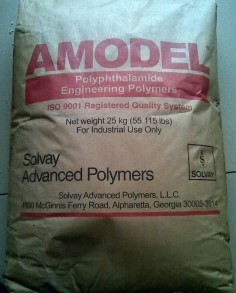 AMODEL
Polyphthalamide
Engineering Polymers
ISO 9001 Registered Quality System
Net weight 25 kg (55.115 lbs)
For Industrial Use Only
Solvay
Advanced Polymers
S
SOLVAY
Solvay Advanced Polymers, L.L.C.
4500 McGinnis Ferry Road, Alpharetta, Georgia 30005-3914